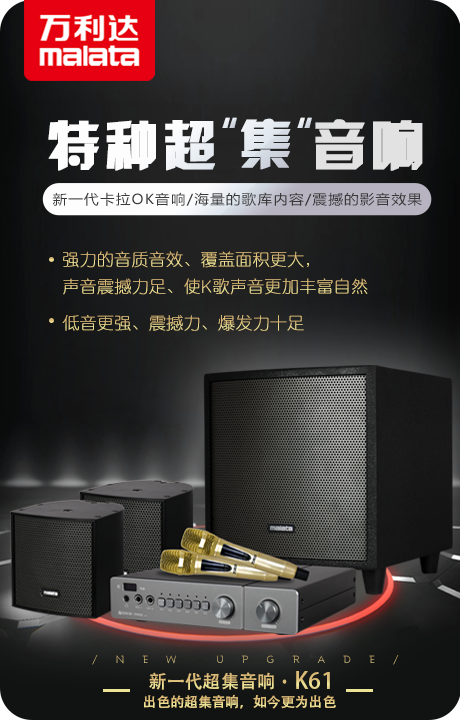 万利达
malata
特种超“集“音响
新一代卡拉OK音响/海量的歌库内容/震撼的影音效果
• 强力的音质音效、覆盖面积更大，
声音震撼力足、使K歌声音更加丰富自然
• 低音更强、震撼力、爆发力十足
malata
malata
/ NEW UPGRADE /
新一代超集音响·K61
出色的超集音响，如今更为出色